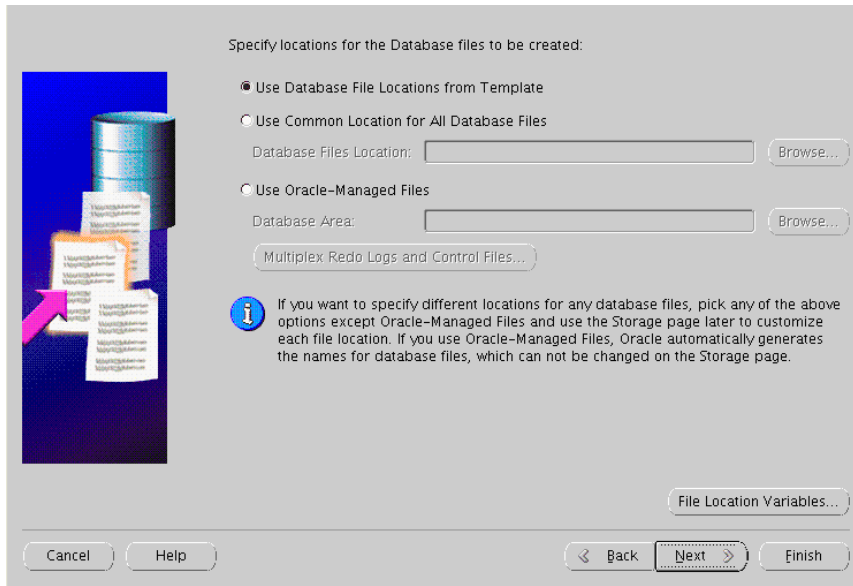 Specify locations for the Database files to be created:
Use Database File Locations from Template
Use Common Location for All Database Files
Database Files Location:
Browse...
Use Oracle-Managed Files
Database Area:
Browse...
Multiplex Redo Logs and Control Files...
If you want to specify different locations for any database files, pick any of the above
options except Oracle-Managed Files and use the Storage page later to customize
each file location. If you use Oracle-Managed Files, Oracle automatically generates
the names for database files, which can not be changed on the Storage page.
File Location Variables...
Cancel
Help
Back
Next
Finish